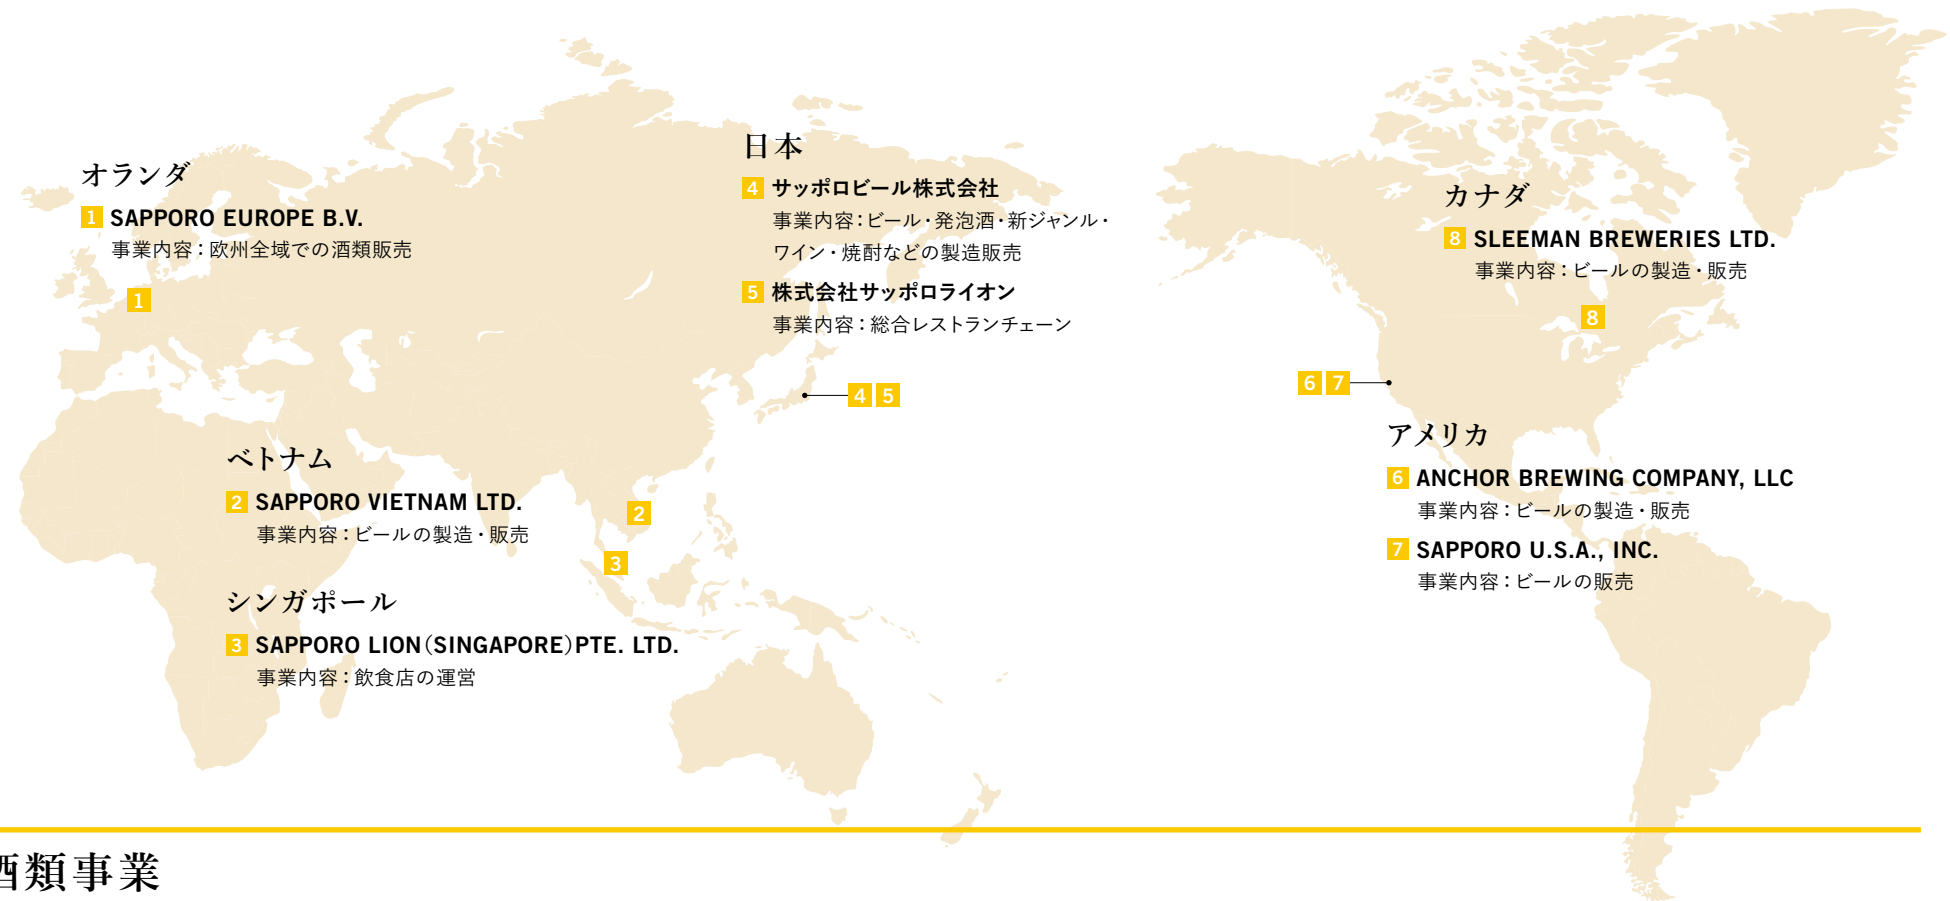 オランダ
1 SAPPORO EUROPE B.V.
事業内容：欧州全域での酒類販売
1
ベトナム
2 SAPPORO VIETNAM LTD.
事業内容：ビールの製造・販売
2
シンガポール
3 SAPPORO LION（SINGAPORE）PTE. LTD.
事業内容：飲食店の運営
3
日本
4 サッポロビール株式会社
事業内容：ビール・発泡酒・新ジャンル・
ワイン・焼酎などの製造販売
5 株式会社サッポロライオン
事業内容：総合レストランチェーン
4 5
カナダ
8 SLEEMAN BREWERIES LTD.
事業内容：ビールの製造・販売
8
6 7
アメリカ
6 ANCHOR BREWING COMPANY, LLC
事業内容：ビールの製造・販売
7 SAPPORO U.S.A., INC.
事業内容：ビールの販売
酒類事業